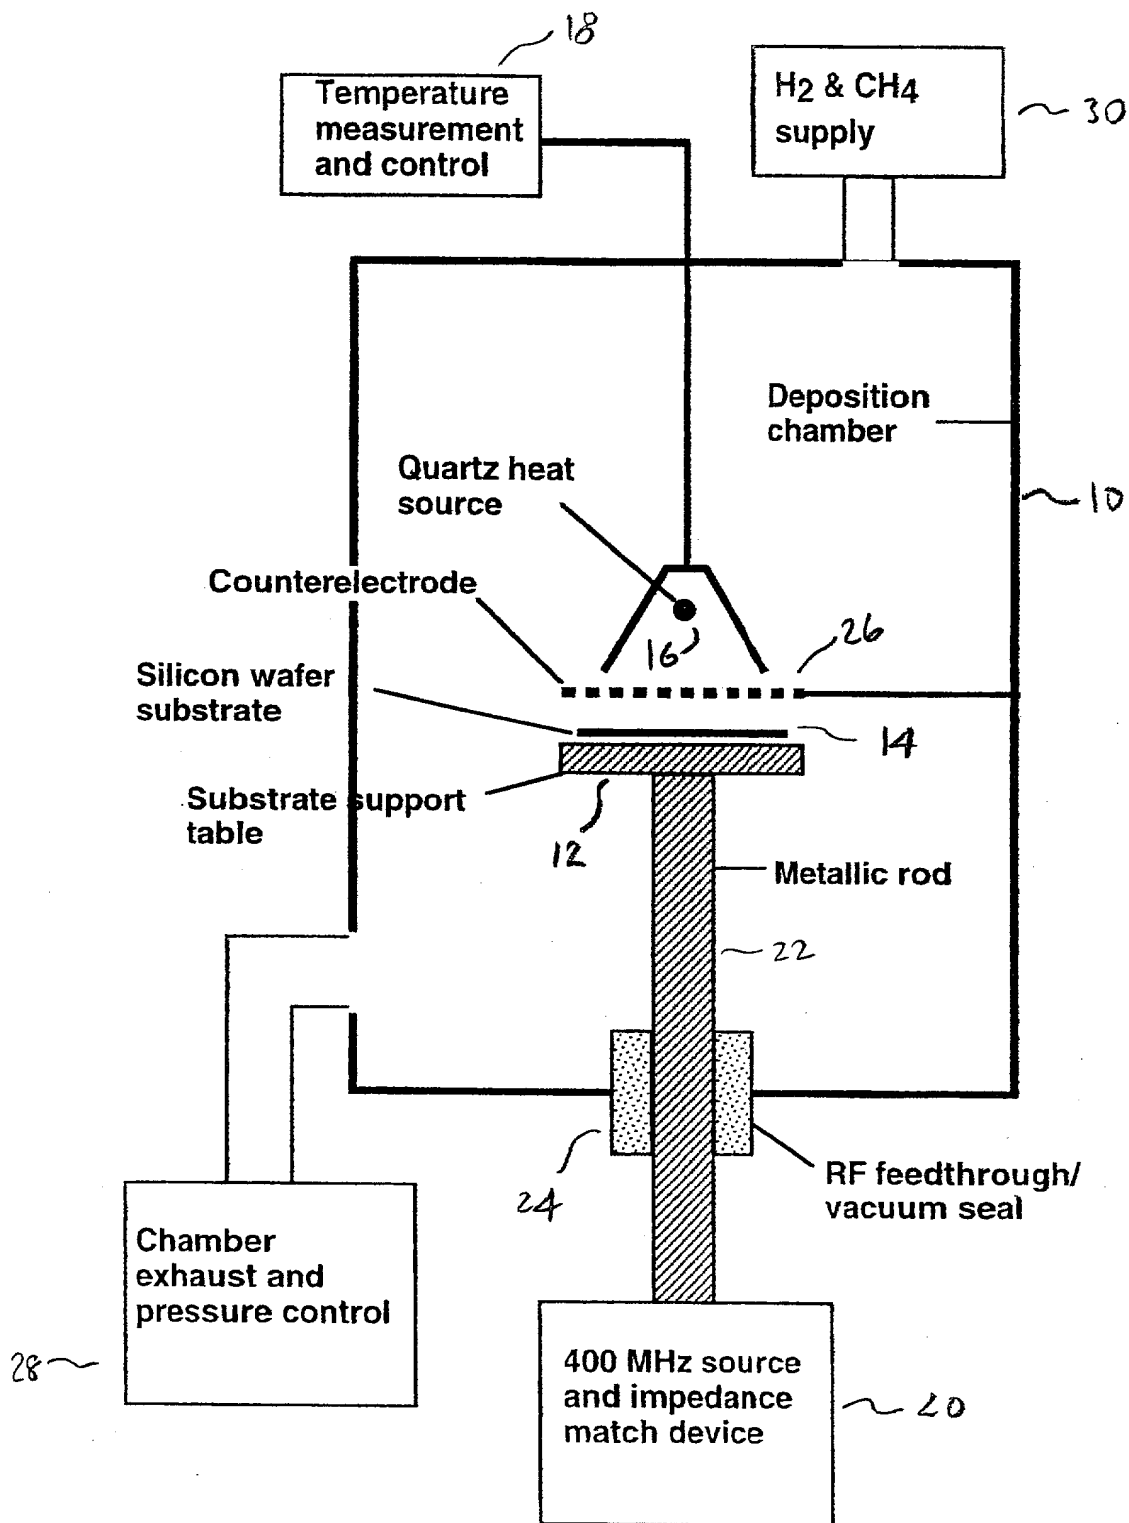 18
Temperature
measurement
and control
H2 & CH4
supply
30
Deposition
chamber
10
Quartz heat
source
Counterelectrode
16
26
Silicon wafer
substrate
14
Substrate support
table
12
Metallic rod
22
24
RF feedthrough/
vacuum seal
Chamber
exhaust and
pressure control
28
400 MHz source
and impedance
match device
20